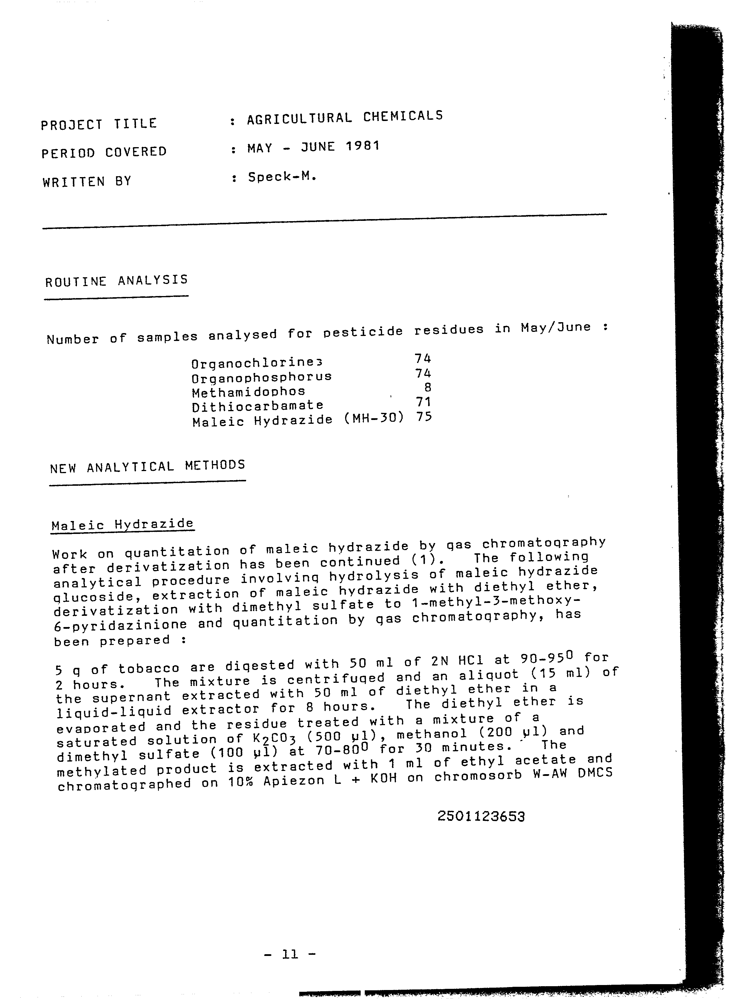 PROJECT TITLE : AGRICULTURAL CHEMICALS
PERIOD COVERED : MAY - JUNE 1981
WRITTEN BY : Speck-M.
ROUTINE ANALYSIS
Number of samples analysed for pesticide residues in May/June :
Organochlorines 74
Organophosphorus 74
Methamidophos 8
Dithiocarbamate 71
Maleic Hydrazide (MH-30) 75
NEW ANALYTICAL METHODS
Maleic Hydrazide
Work on quantitation of maleic hydrazide by gas chromatography
after derivatization has been continued (1). The following
analytical procedure involving hydrolysis of maleic hydrazide
glucoside, extraction of maleic hydrazide with diethyl ether,
derivatization with dimethyl sulfate to 1-methyl-3-methoxy-
6-pyridazinione and quantitation by gas chromatography, has
been prepared :
5 g of tobacco are digested with 50 ml of 2N HCl at 90-95⁰ for
2 hours. The mixture is centrifuged and an aliquot (15 ml) of
the supernant extracted with 50 ml of diethyl ether in a
liquid-liquid extractor for 8 hours. The diethyl ether is
evaporated and the residue treated with a mixture of a
saturated solution of K₂CO₃ (500 µl), methanol (200 µl) and
dimethyl sulfate (100 µl) at 70-80⁰ for 30 minutes. The
methylated product is extracted with 1 ml of ethyl acetate and
chromatographed on 10% Apiezon L + KOH on chromosorb W-AW DMCS
2501123653
- 11 -